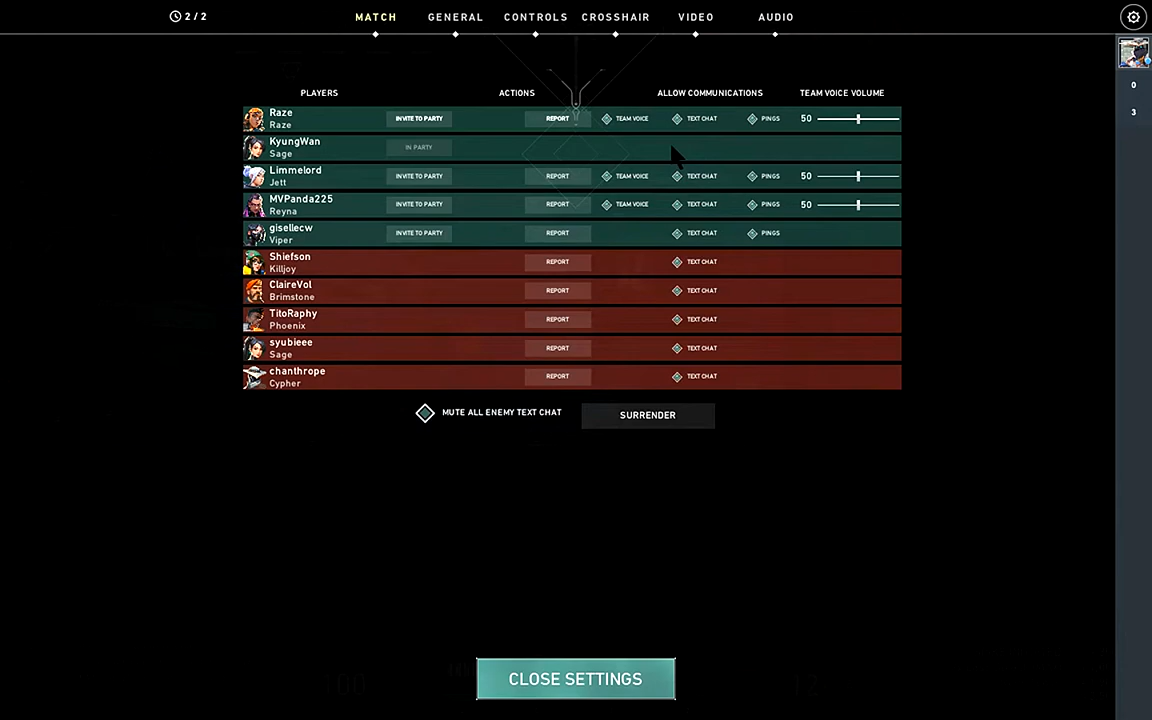 2 / 2 MATCH GENERAL CONTROLS CROSSHAIR VIDEO AUDIO
PLAYERS ACTIONS ALLOW COMMUNICATIONS TEAM VOICE VOLUME
0
3
Raze
Raze
INVITE TO PARTY REPORT TEAM VOICE TEXT CHAT PINGS 50
KyungWan
Sage
IN PARTY
Limmelord
Jett
INVITE TO PARTY REPORT TEAM VOICE TEXT CHAT PINGS 50
MVPanda225
Reyna
INVITE TO PARTY REPORT TEAM VOICE TEXT CHAT PINGS 50
gisellecw
Viper
INVITE TO PARTY REPORT TEXT CHAT PINGS
Shiefson
Killjoy
REPORT TEXT CHAT
ClaireVol
Brimstone
REPORT TEXT CHAT
TitoRaphy
Phoenix
REPORT TEXT CHAT
syubieee
Sage
REPORT TEXT CHAT
chanthrope
Cypher
REPORT TEXT CHAT
MUTE ALL ENEMY TEXT CHAT SURRENDER
CLOSE SETTINGS
100
12